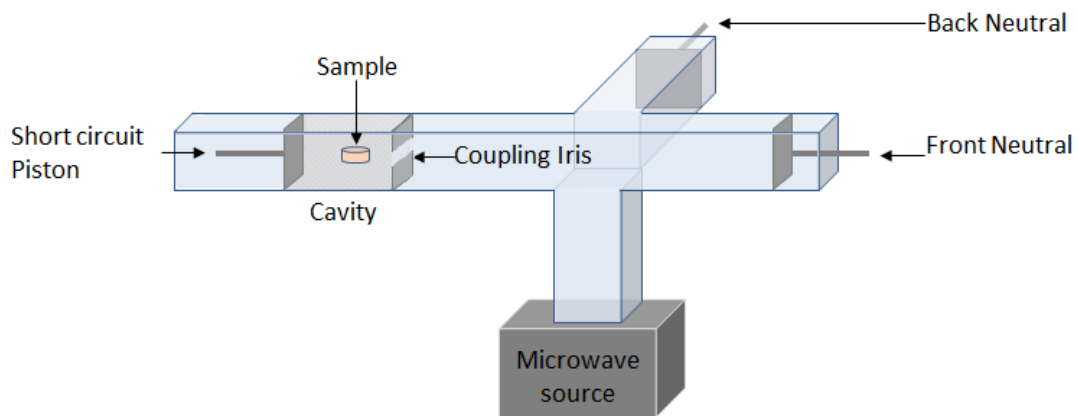 Back Neutral
Sample
Short circuit
Piston
Coupling Iris
Front Neutral
Cavity
Microwave
source